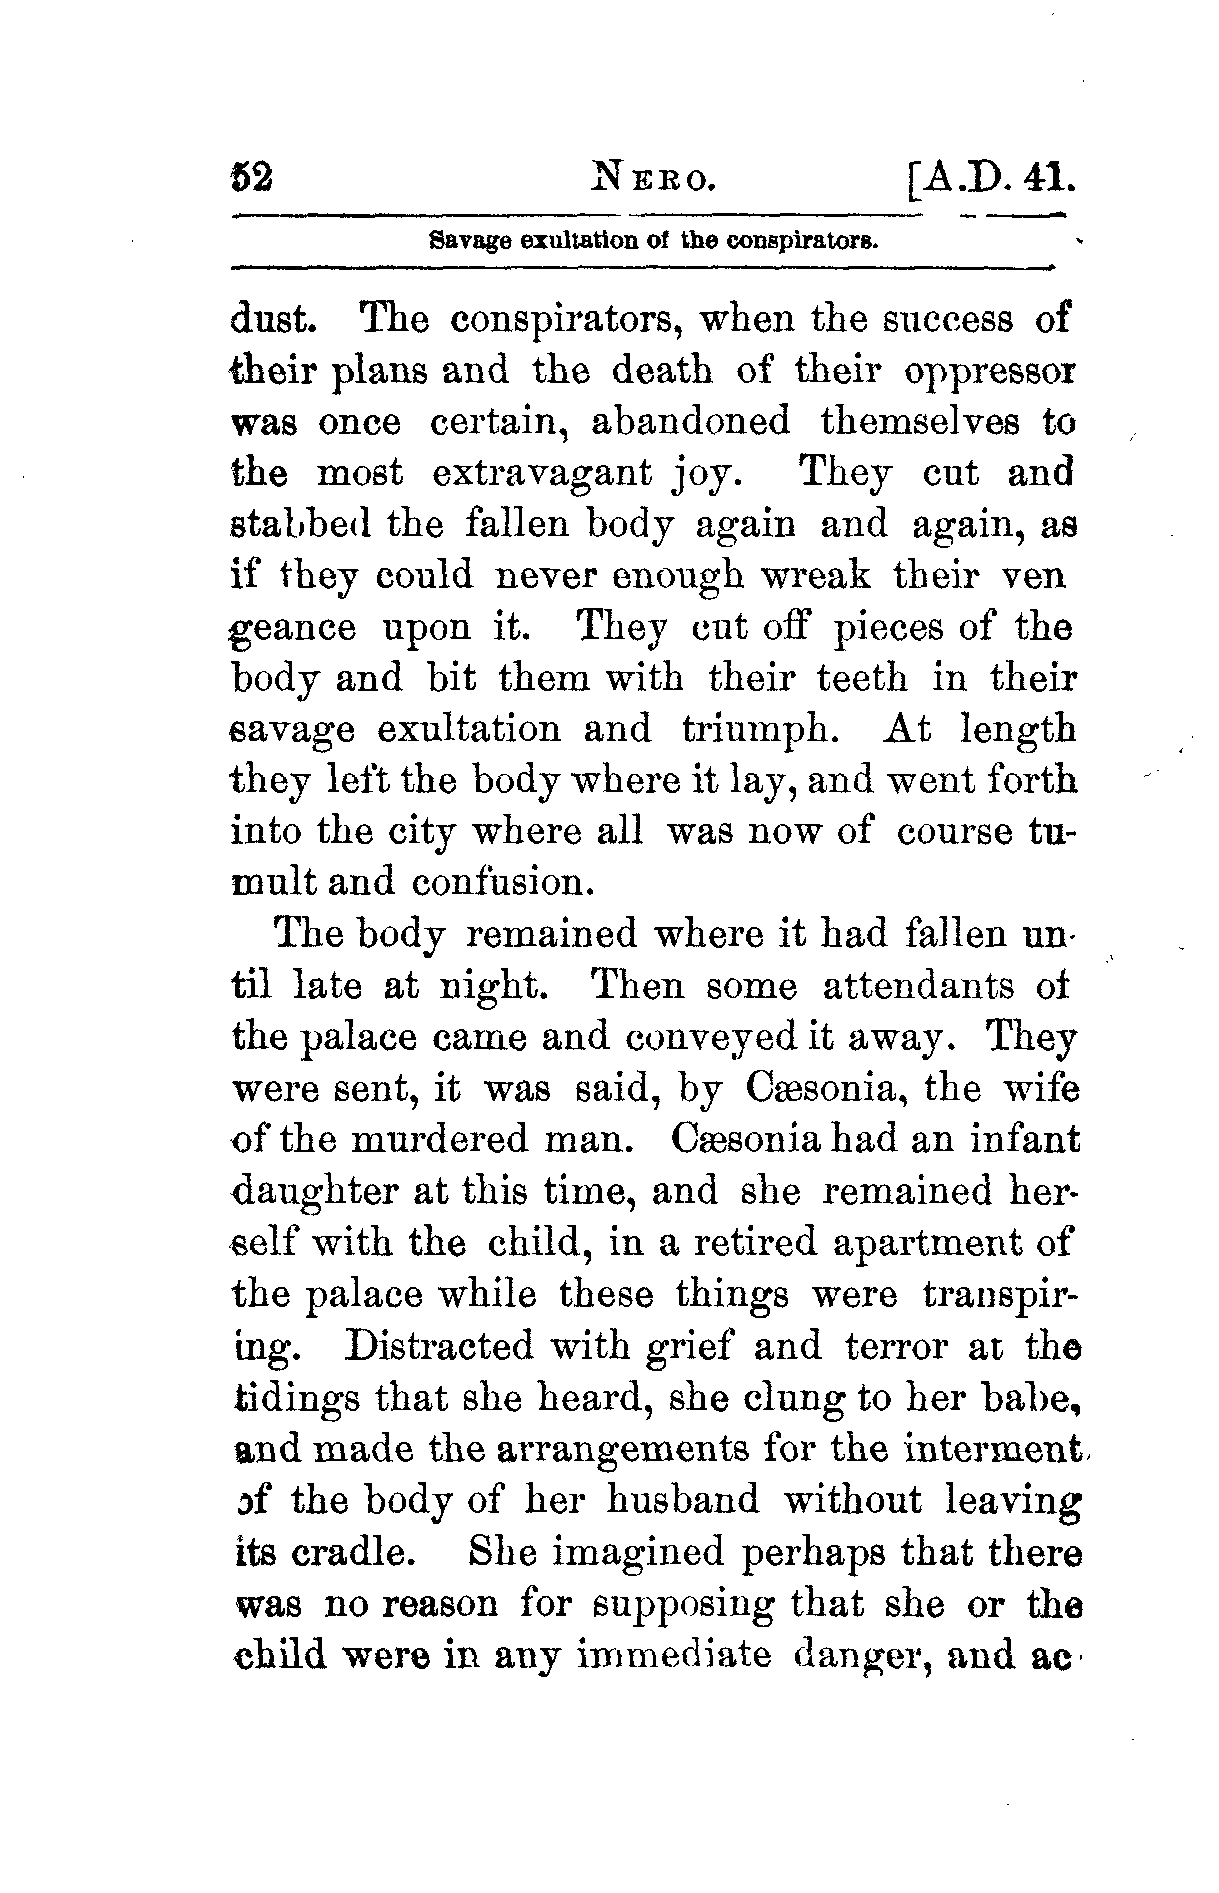 52 NERO. [A.D. 41.
Savage exultation of the conspirators.
dust. The conspirators, when the success of
their plans and the death of their oppressor
was once certain, abandoned themselves to
the most extravagant joy. They cut and
stabbed the fallen body again and again, as
if they could never enough wreak their ven
geance upon it. They cut off pieces of the
body and bit them with their teeth in their
savage exultation and triumph. At length
they left the body where it lay, and went forth
into the city where all was now of course tu-
mult and confusion.
The body remained where it had fallen un-
til late at night. Then some attendants of
the palace came and conveyed it away. They
were sent, it was said, by Cæsonia, the wife
of the murdered man. Cæsonia had an infant
daughter at this time, and she remained her-
self with the child, in a retired apartment of
the palace while these things were transpir-
ing. Distracted with grief and terror at the
tidings that she heard, she clung to her babe,
and made the arrangements for the interment
of the body of her husband without leaving
its cradle. She imagined perhaps that there
was no reason for supposing that she or the
child were in any immediate danger, and ac-